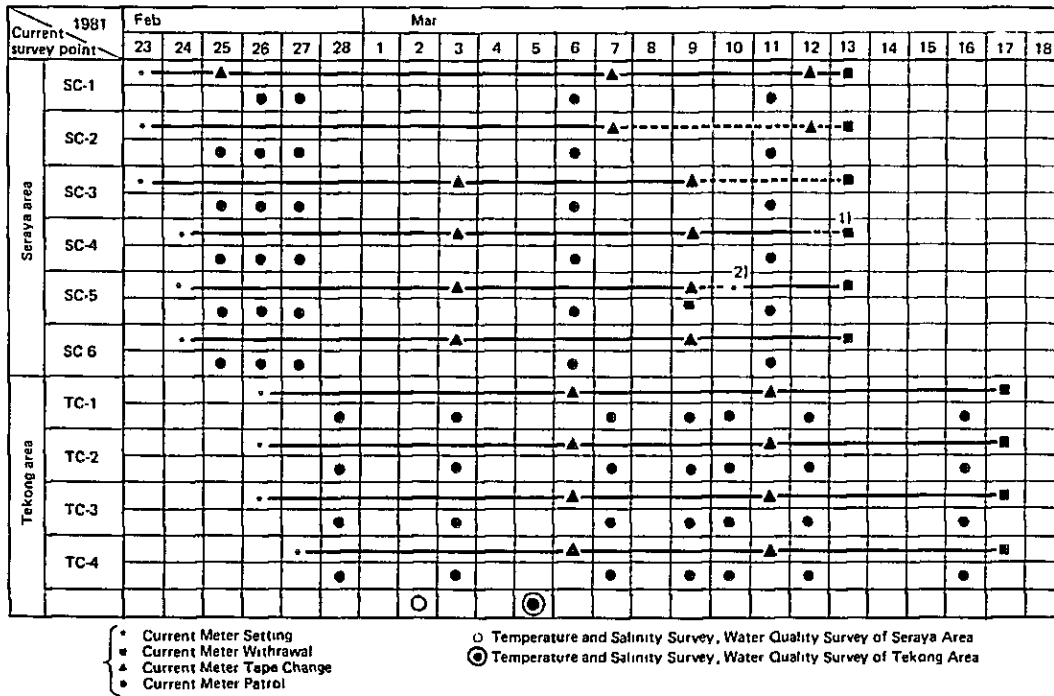 1981 Feb Mar
Current survey point 23 24 25 26 27 28 1 2 3 4 5 6 7 8 9 10 11 12 13 14 15 16 17 18
Seraya area
SC-1
SC-2
SC-3
SC-4 1)
SC-5 2)
SC 6
Tekong area
TC-1
TC-2
TC-3
TC-4
Current Meter Setting
Current Meter Withrawal
Current Meter Tape Change
Current Meter Patrol
Temperature and Salinity Survey, Water Quality Survey of Seraya Area
Temperature and Salinity Survey, Water Quality Survey of Tekong Area